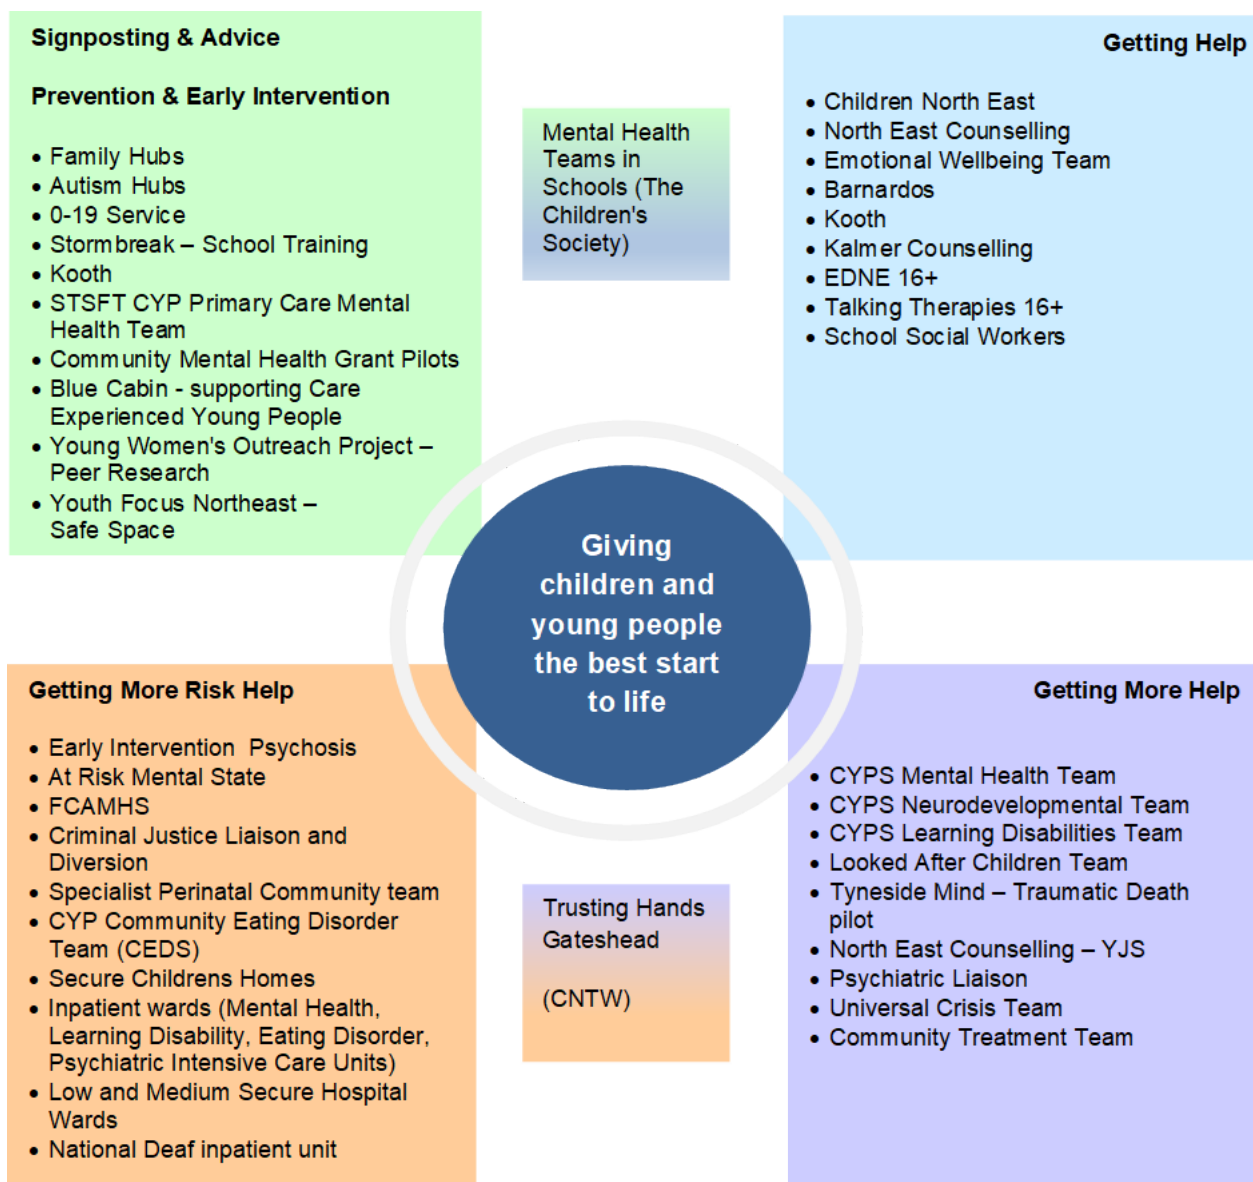 Signposting & Advice
Prevention & Early Intervention
• Family Hubs
• Autism Hubs
• 0-19 Service
• Stormbreak – School Training
• Kooth
• STSFT CYP Primary Care Mental
Health Team
• Community Mental Health Grant Pilots
• Blue Cabin - supporting Care
Experienced Young People
• Young Women's Outreach Project –
Peer Research
• Youth Focus Northeast –
Safe Space
Mental Health
Teams in
Schools (The
Children's
Society)
Getting Help
• Children North East
• North East Counselling
• Emotional Wellbeing Team
• Barnardos
• Kooth
• Kalmer Counselling
• EDNE 16+
• Talking Therapies 16+
• School Social Workers
Giving
children and
young people
the best start
to life
Getting More Risk Help
• Early Intervention  Psychosis
• At Risk Mental State
• FCAMHS
• Criminal Justice Liaison and
Diversion
• Specialist Perinatal Community team
• CYP Community Eating Disorder
Team (CEDS)
• Secure Childrens Homes
• Inpatient wards (Mental Health,
Learning Disability, Eating Disorder,
Psychiatric Intensive Care Units)
• Low and Medium Secure Hospital
Wards
• National Deaf inpatient unit
Trusting Hands
Gateshead
(CNTW)
Getting More Help
• CYPS Mental Health Team
• CYPS Neurodevelopmental Team
• CYPS Learning Disabilities Team
• Looked After Children Team
• Tyneside Mind – Traumatic Death
pilot
• North East Counselling – YJS
• Psychiatric Liaison
• Universal Crisis Team
• Community Treatment Team